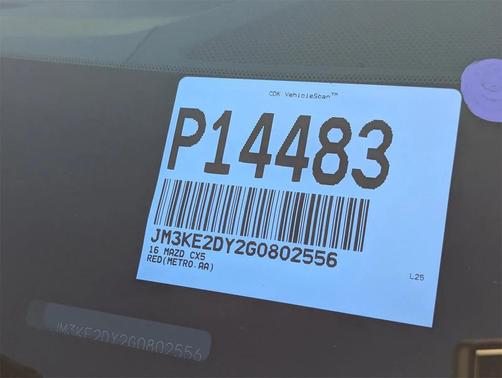 CDK VehicleScan™
P14483
JM3KE2DY2G0802556
16 MAZD CX5
RED(METRO.AA)
L25
JM3KE2DY2G0802556